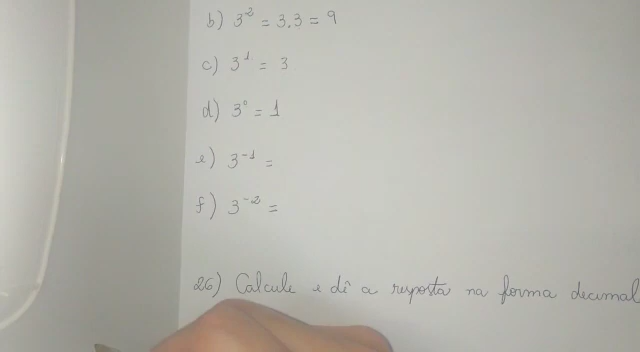 b) 3² = 3.3 = 9
c) 3¹ = 3
d) 3⁰ = 1
e) 3⁻¹ =
f) 3⁻² =
26) Calcule e dê a resposta na forma decimal